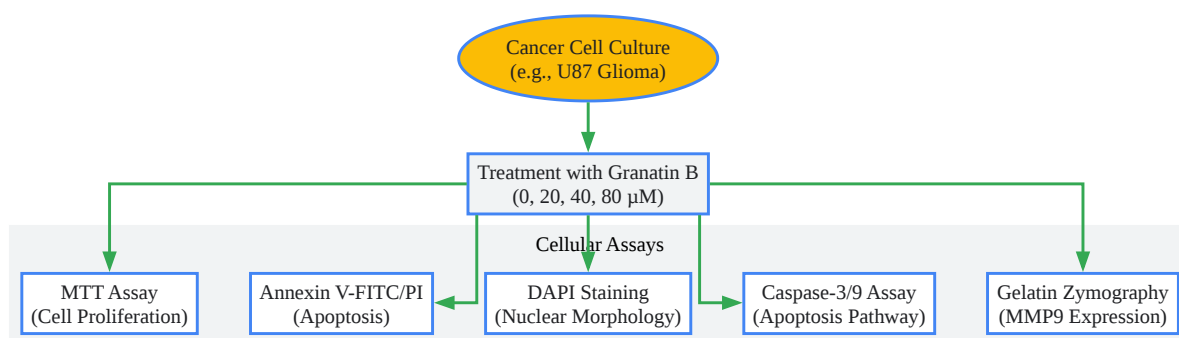 Cancer Cell Culture
(e.g., U87 Glioma)
Treatment with Granatin B
(0, 20, 40, 80 µM)
Cellular Assays
MTT Assay
(Cell Proliferation)
Annexin V-FITC/PI
(Apoptosis)
DAPI Staining
(Nuclear Morphology)
Caspase-3/9 Assay
(Apoptosis Pathway)
Gelatin Zymography
(MMP9 Expression)